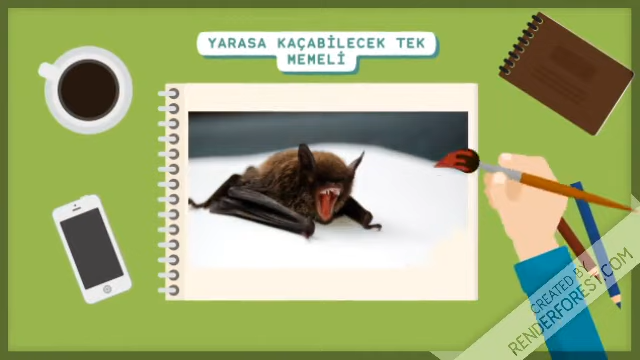 YARASA KAÇABİLECEK TEK
MEMELİ
CREATED BY
RENDERFOREST.COM